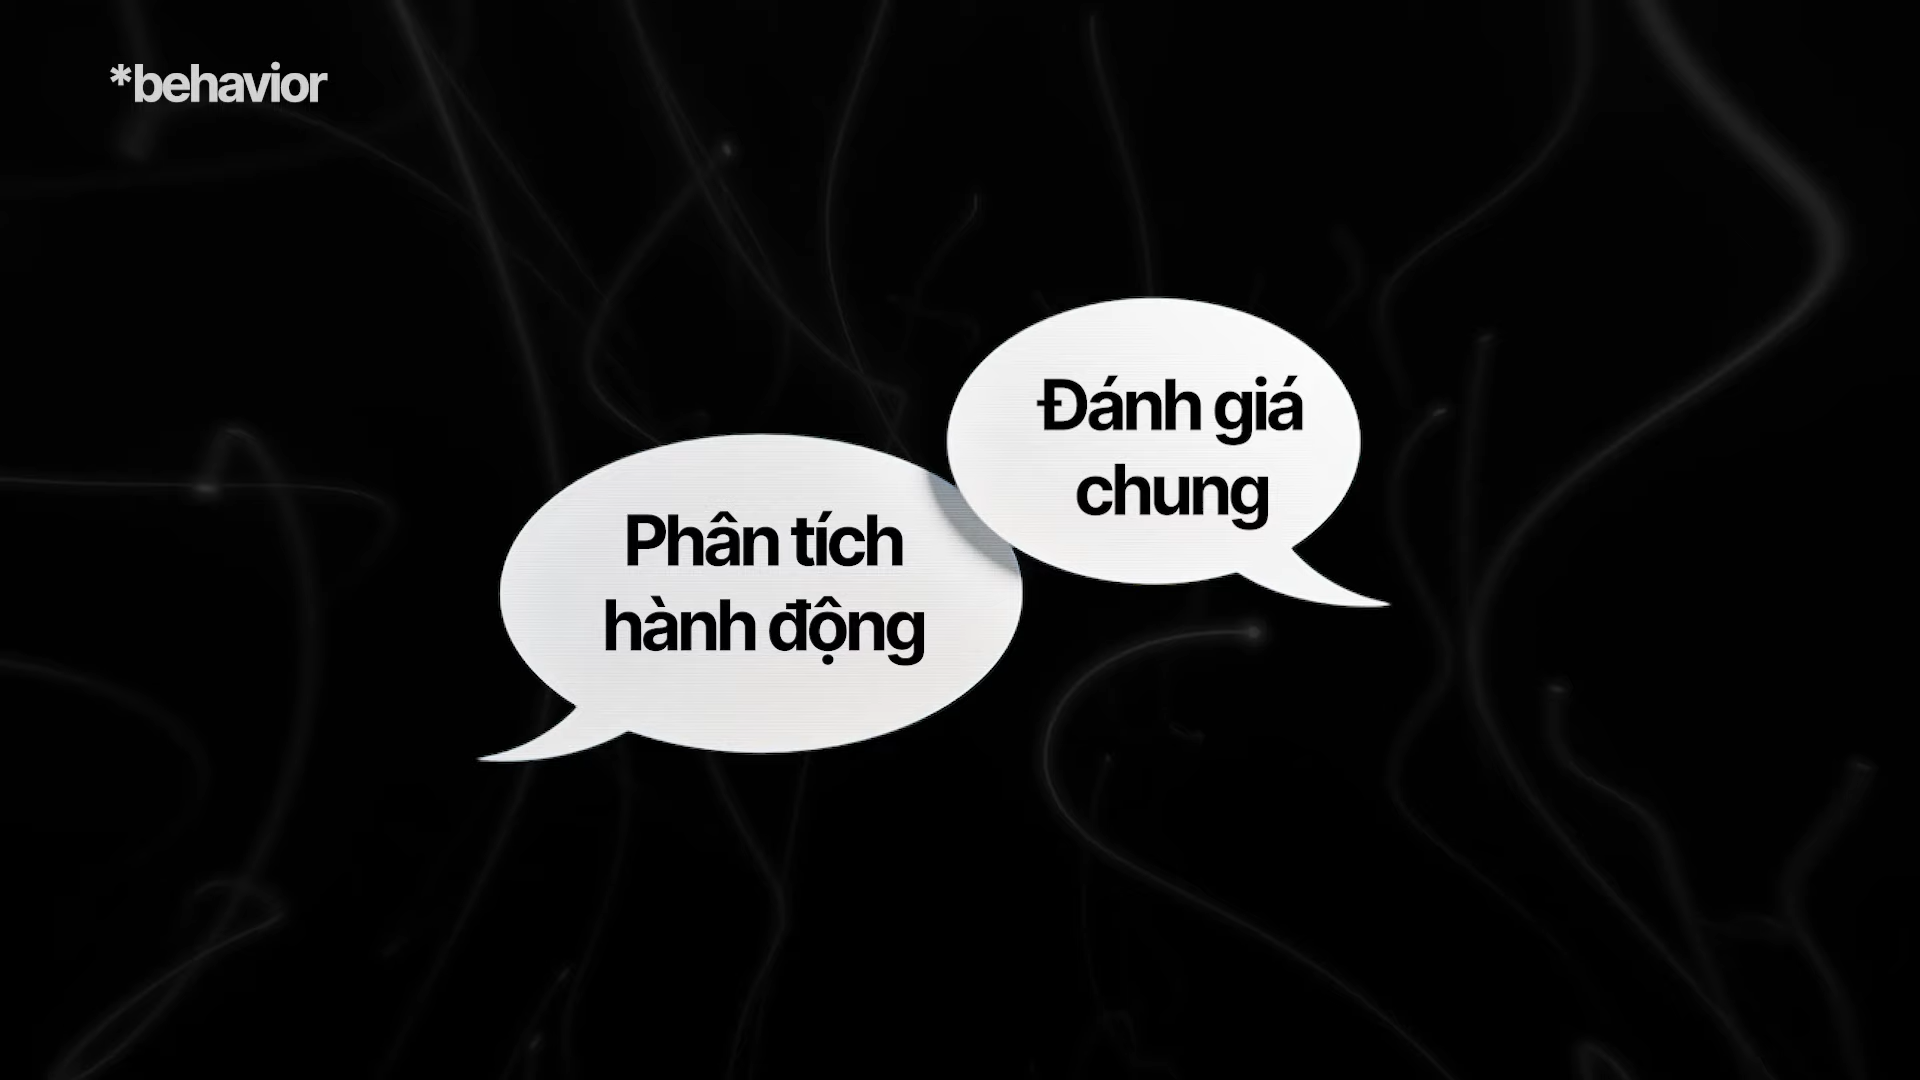 *behavior
Phân tích
hành động
Đánh giá
chung